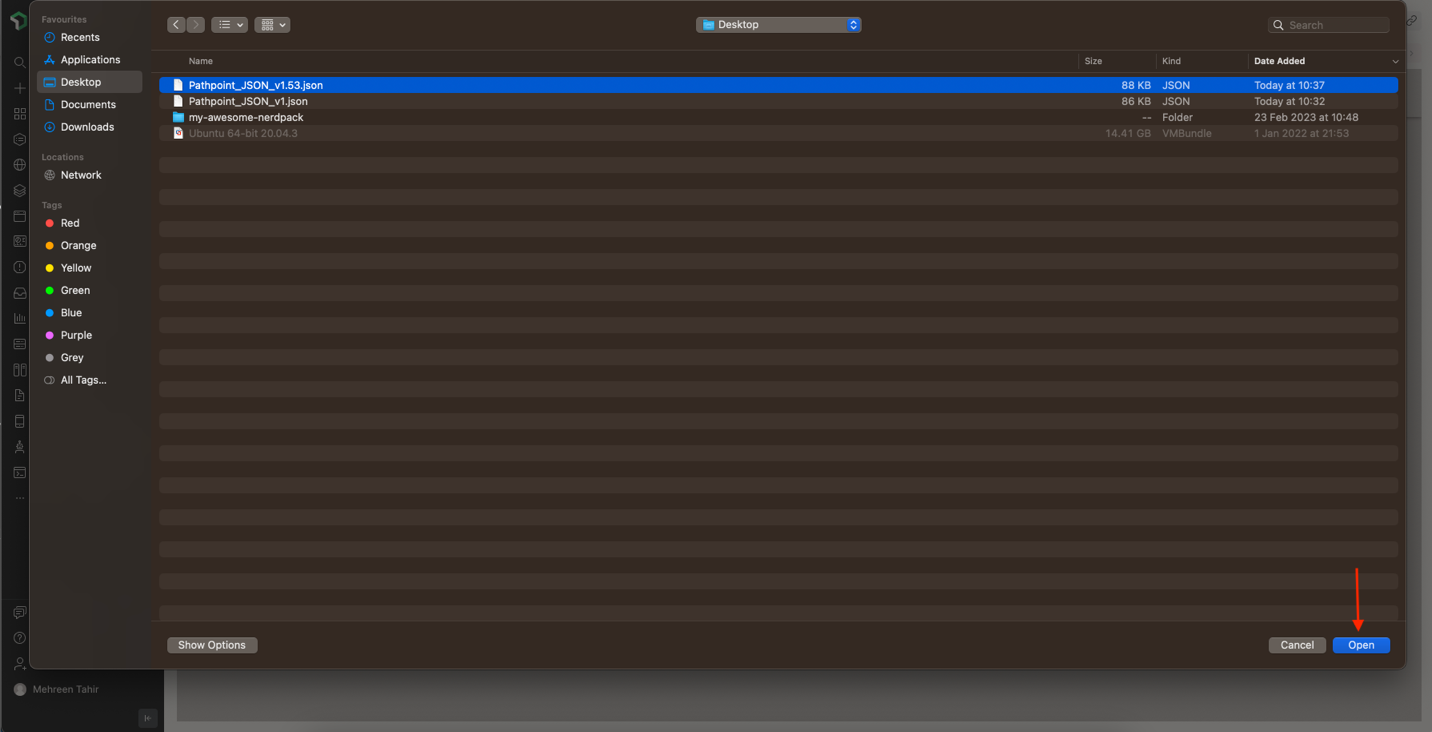 Favourites
Recents
Applications
Desktop
Documents
Downloads
Locations
Network
Tags
Red
Orange
Yellow
Green
Blue
Purple
Grey
All Tags...
Desktop
Search
Name Size Kind Date Added
Pathpoint_JSON_v1.53.json 88 KB JSON Today at 10:37
Pathpoint_JSON_v1.json 86 KB JSON Today at 10:32
my-awesome-nerdpack -- Folder 23 Feb 2023 at 10:48
Ubuntu 64-bit 20.04.3 14.41 GB VMBundle 1 Jan 2022 at 21:53
Show Options
Cancel
Open
Mehreen Tahir